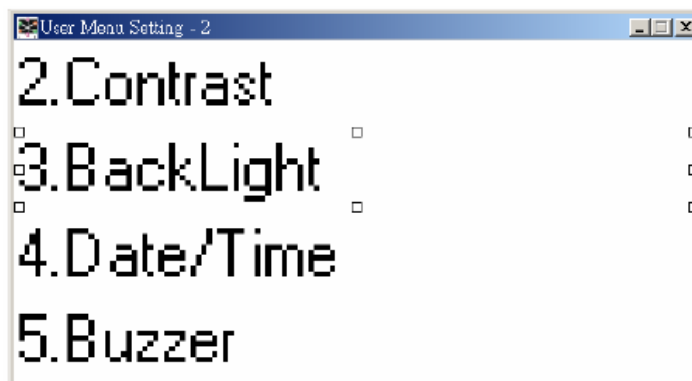 User Menu Setting - 2
2.Contrast
3.BackLight
4.Date/Time
5.Buzzer